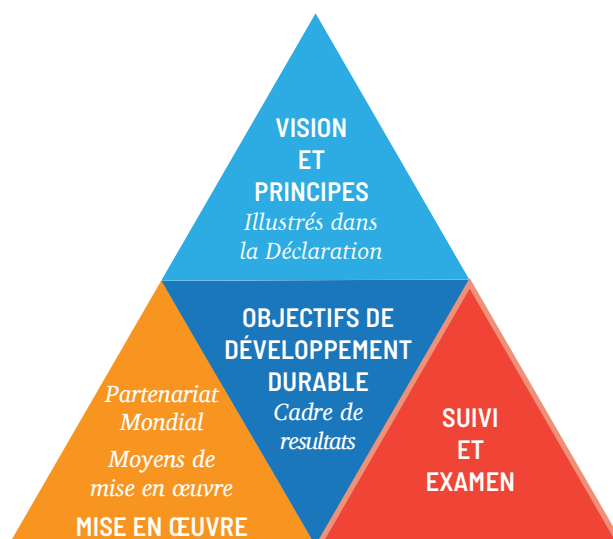 VISION
ET
PRINCIPES
Illustrés dans
la Déclaration
OBJECTIFS DE
DÉVELOPPEMENT
DURABLE
Cadre de
resultats
Partenariat
Mondial
Moyens de
mise en œuvre
MISE EN ŒUVRE
SUIVI
ET
EXAMEN